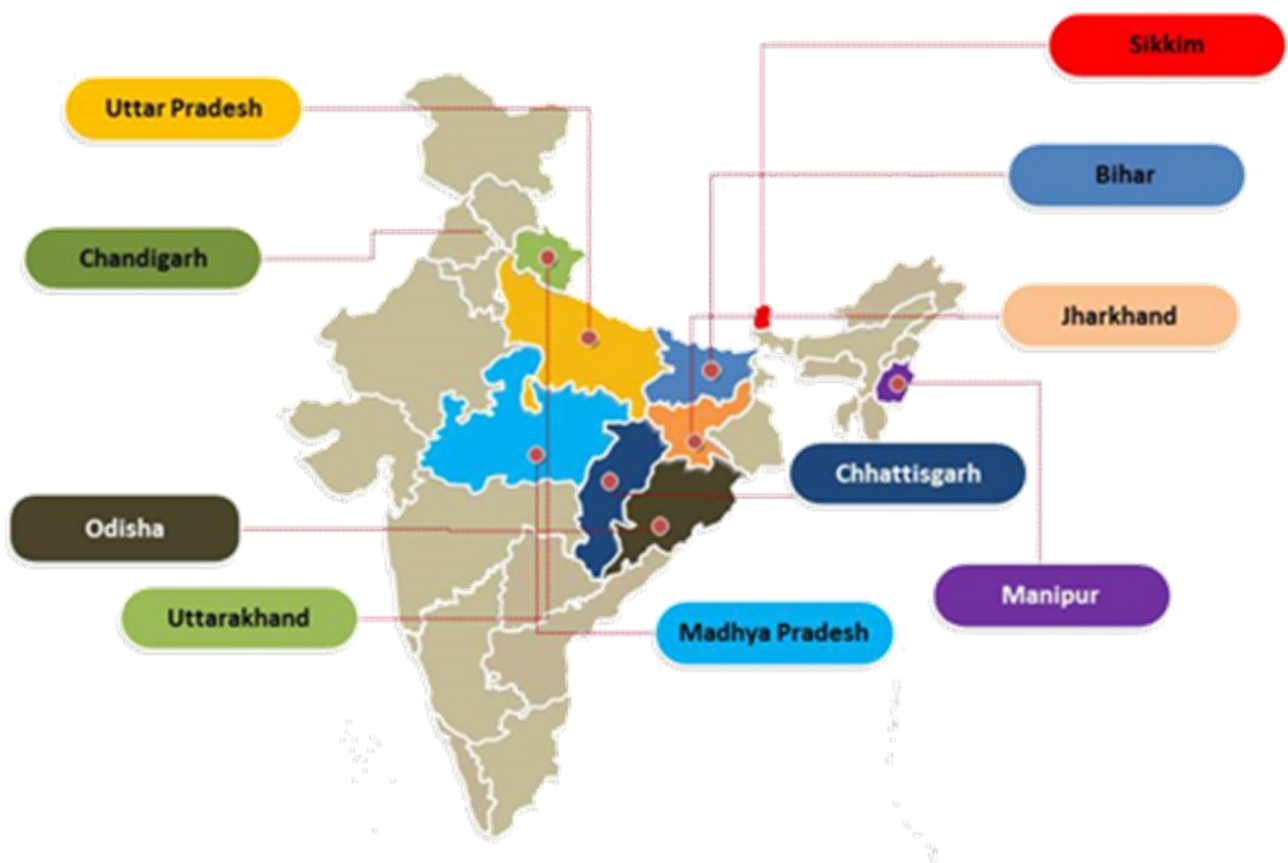 Sikkim
Uttar Pradesh
Bihar
Chandigarh
Jharkhand
Chhattisgarh
Odisha
Manipur
Uttarakhand
Madhya Pradesh